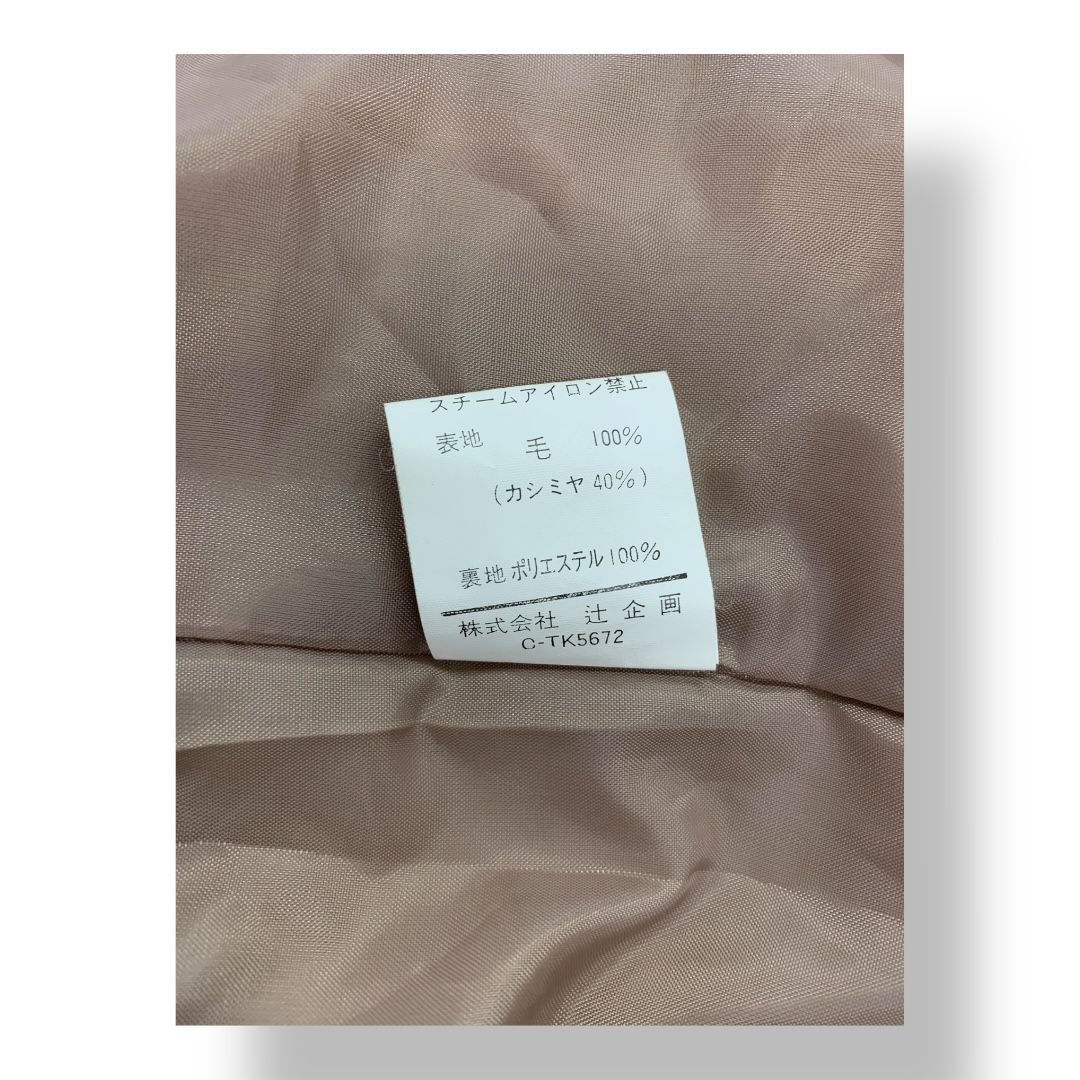 スチームアイロン禁止
表地 毛 100%
(カシミヤ 40%)
裏地 ポリエステル 100%
株式会社 辻 企 画
C-TK5672